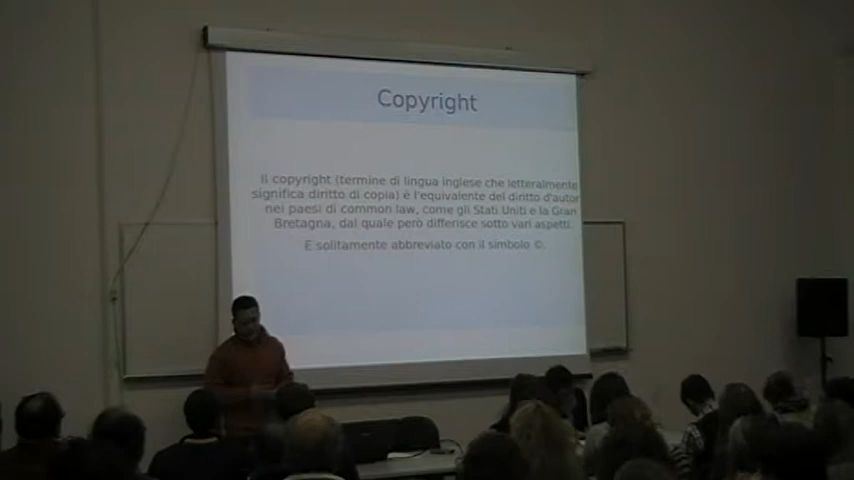 Copyright
Il copyright (termine di lingua inglese che letteralmente
significa diritto di copia) è l'equivalente del diritto d'autore
nei paesi di common law, come gli Stati Uniti e la Gran
Bretagna, dal quale però differisce sotto vari aspetti.
È solitamente abbreviato con il simbolo ©.